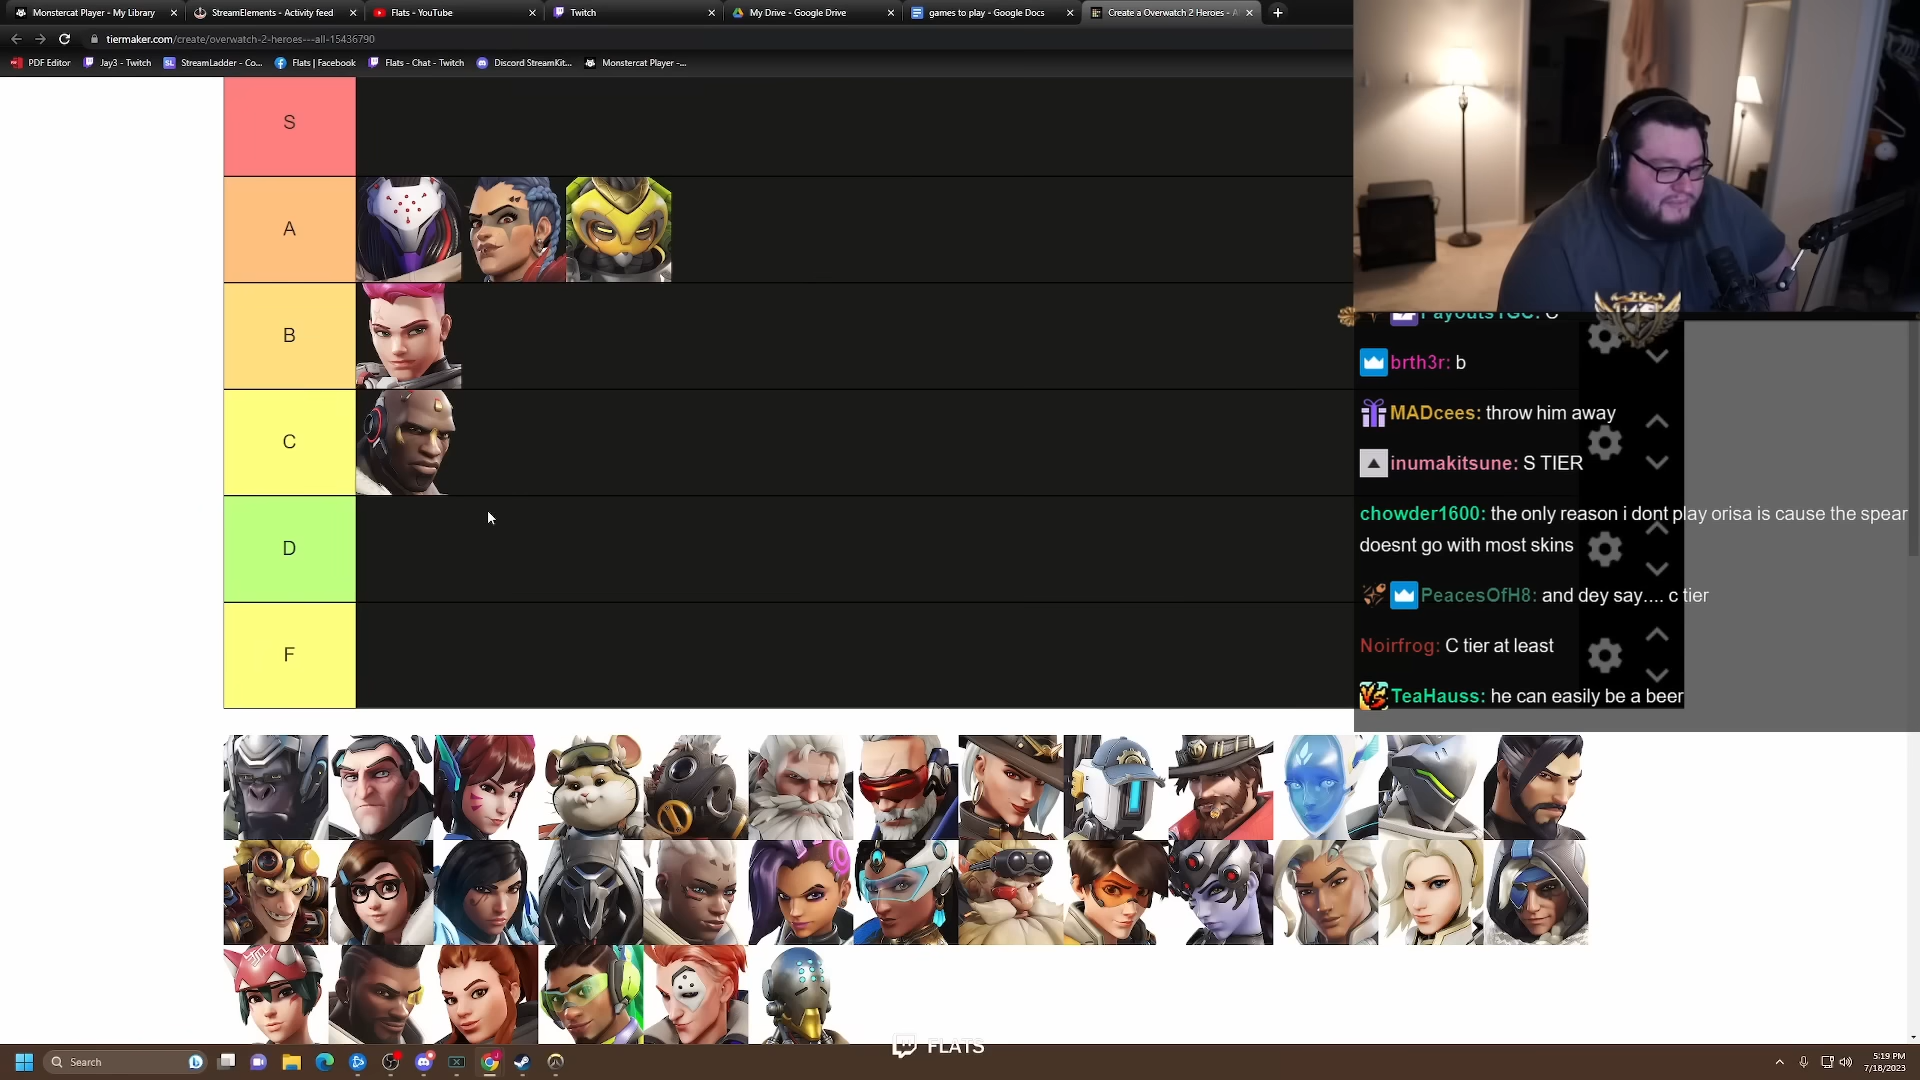 Monstercat Player - My Library
StreamElements - Activity feed
Flats - YouTube
Twitch
My Drive - Google Drive
games to play - Google Docs
Create a Overwatch 2 Heroes - A
tiermaker.com/create/overwatch-2-heroes---all-15436790
PDF Editor
Jay3 - Twitch
StreamLadder - Co...
Flats | Facebook
Flats - Chat - Twitch
Discord StreamKit...
Monstercat Player -...
S
A
B
C
D
F
PayoutsTGC: C
brth3r: b
MADcees: throw him away
inumakitsune: S TIER
chowder1600: the only reason i dont play orisa is cause the spear
doesnt go with most skins
PeacesOfH8: and dey say.... c tier
Noirfrog: C tier at least
TeaHauss: he can easily be a beer
FLATS
Search
5:19 PM
7/18/2023